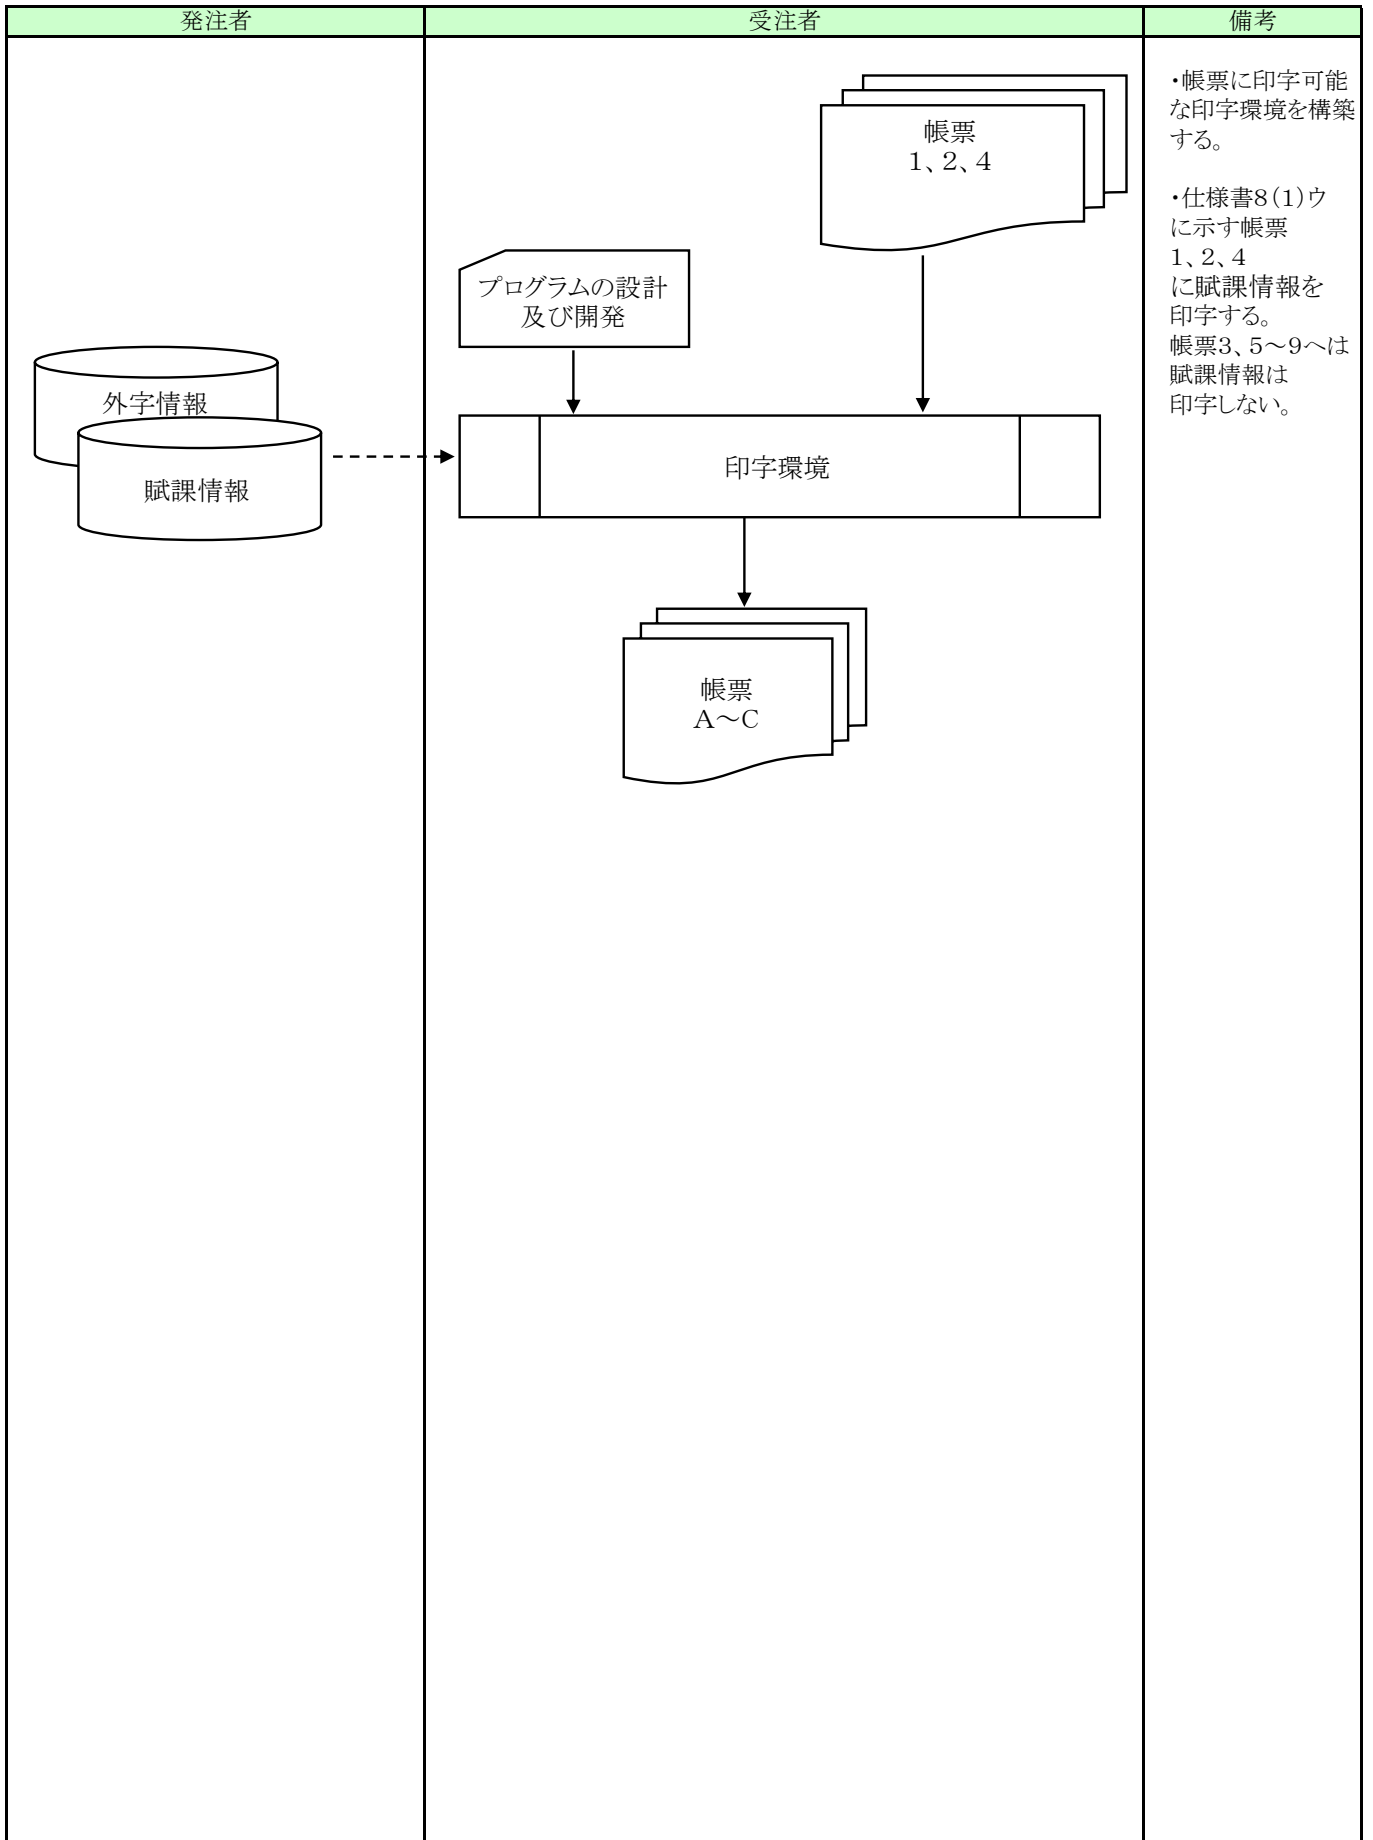 発注者
受注者
備考
帳票
1、2、4
プログラムの設計
及び開発
外字情報
賦課情報
印字環境
帳票
A～C
・帳票に印字可能
な印字環境を構築
する。
・仕様書8(1)ウ
に示す帳票
1、2、4
に賦課情報を
印字する。
帳票3、5～9へは
賦課情報は
印字しない。